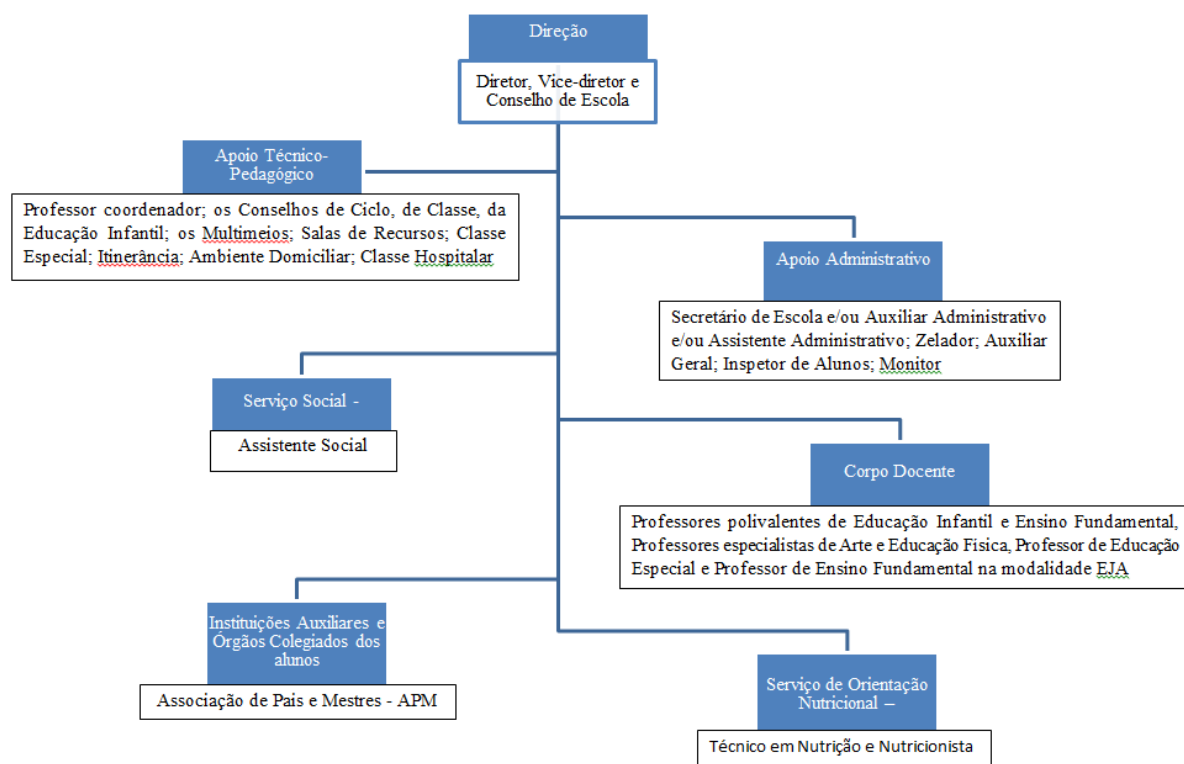 Direção
Diretor, Vice-diretor e
Conselho de Escola
Apoio Técnico-
Pedagógico
Professor coordenador; os Conselhos de Ciclo, de Classe, da
Educação Infantil; os Multimeios; Salas de Recursos; Classe
Especial; Itinerância; Ambiente Domiciliar; Classe Hospitalar
Apoio Administrativo
Secretário de Escola e/ou Auxiliar Administrativo
e/ou Assistente Administrativo; Zelador; Auxiliar
Geral; Inspetor de Alunos; Monitor
Serviço Social -
Assistente Social
Corpo Docente
Professores polivalentes de Educação Infantil e Ensino Fundamental,
Professores especialistas de Arte e Educação Física, Professor de Educação
Especial e Professor de Ensino Fundamental na modalidade EJA
Instituições Auxiliares e
Órgãos Colegiados dos
alunos
Associação de Pais e Mestres - APM
Serviço de Orientação
Nutricional –
Técnico em Nutrição e Nutricionista